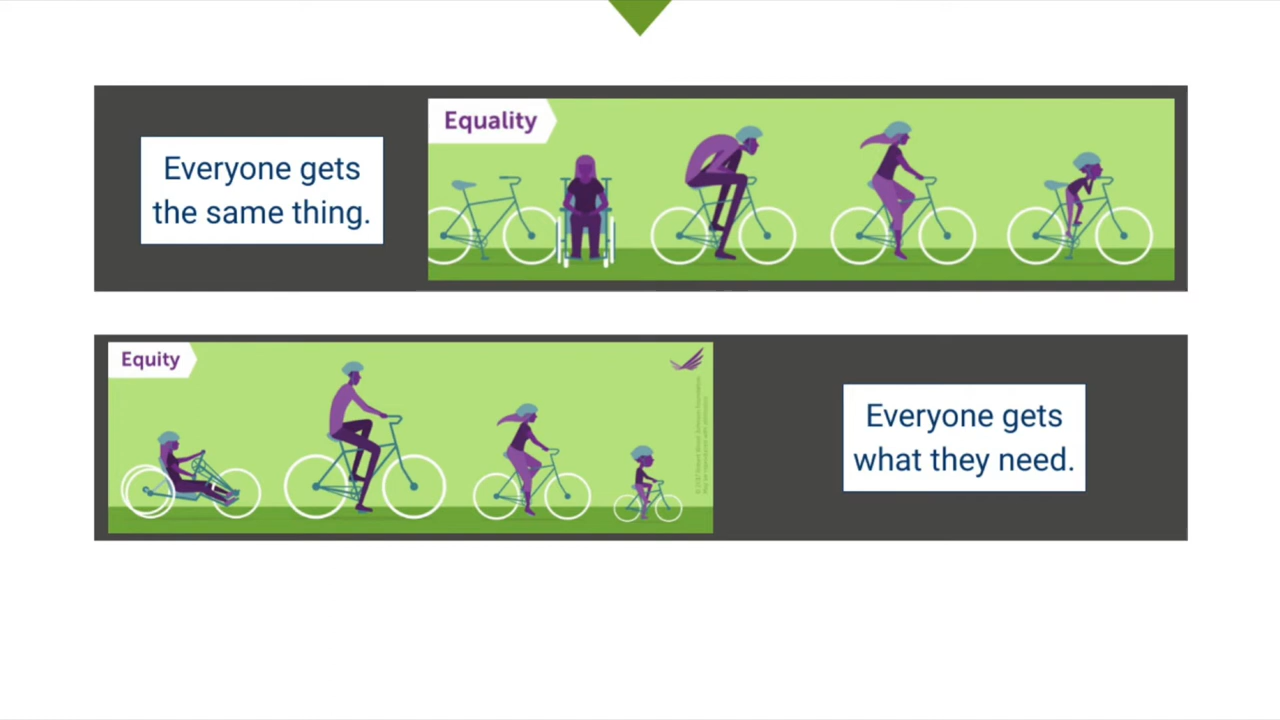 Everyone gets
the same thing.
Equality
Equity
Everyone gets
what they need.